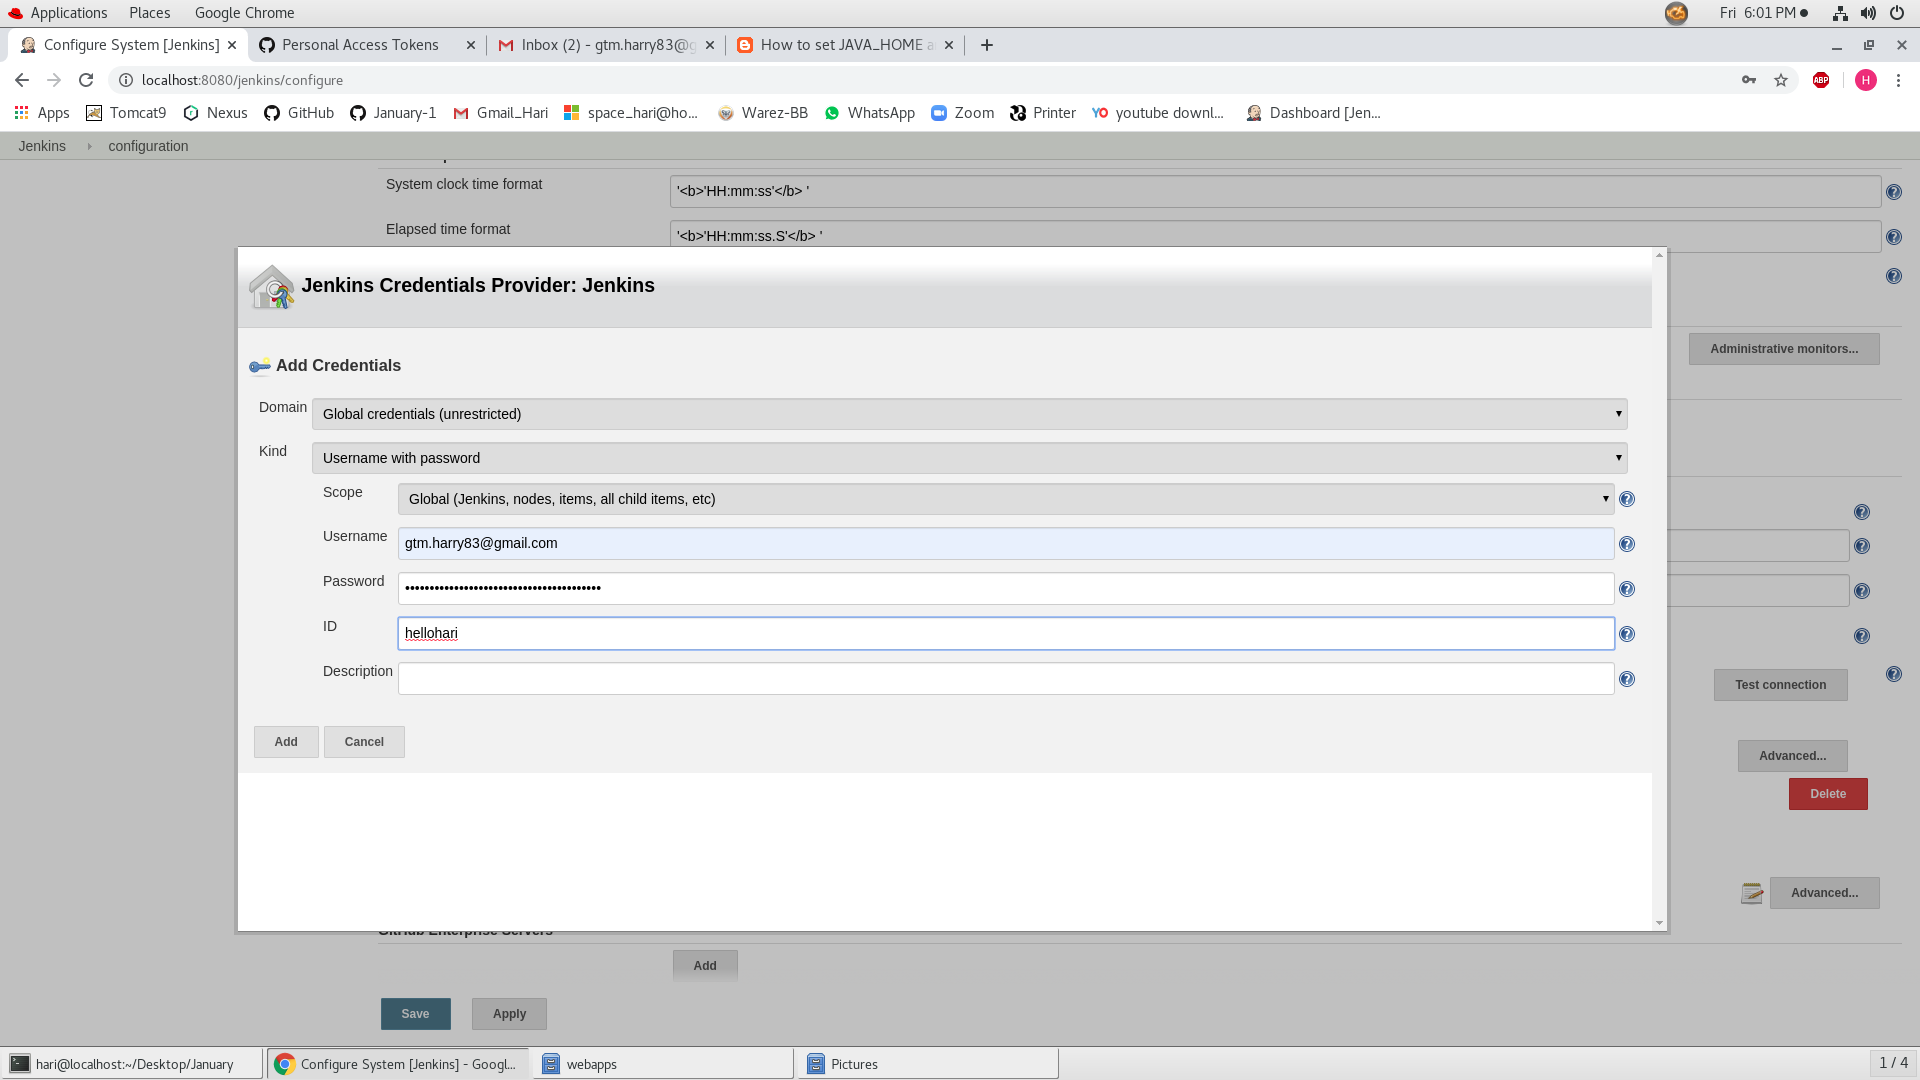 Applications Places Google Chrome Fri 6:01 PM
Configure System [Jenkins] Personal Access Tokens Inbox (2) - gtm.harry83@g How to set JAVA_HOME a
localhost:8080/jenkins/configure ABP H
Apps Tomcat9 Nexus GitHub January-1 Gmail_Hari space_hari@ho... Warez-BB WhatsApp Zoom Printer YO youtube downl... Dashboard [Jen...
Jenkins configuration
System clock time format '<b>'HH:mm:ss'</b> '
Elapsed time format '<b>'HH:mm:ss.S'</b> '
Jenkins Credentials Provider: Jenkins
Administrative monitors...
Add Credentials
Domain Global credentials (unrestricted)
Kind Username with password
Scope Global (Jenkins, nodes, items, all child items, etc)
Username gtm.harry83@gmail.com
Password ••••••••••••••••••••••••••••••••••••••••
ID hellohari
Description
Test connection
Add Cancel
Advanced...
Delete
Advanced...
GitHub Enterprise Servers
Add
Save Apply
hari@localhost:~/Desktop/January Configure System [Jenkins] - Googl... webapps Pictures 1 / 4